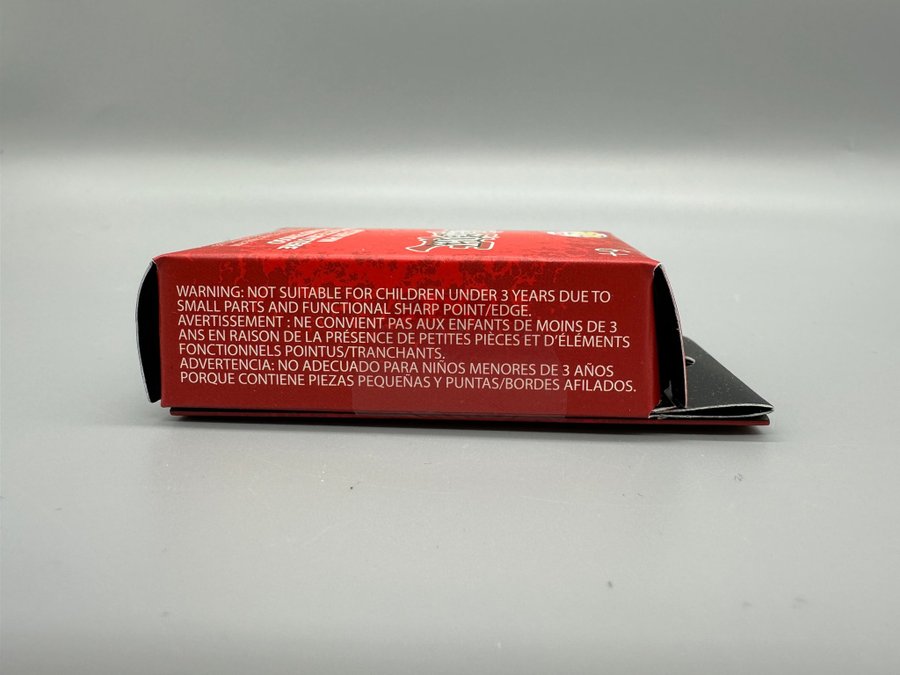 WARNING: NOT SUITABLE FOR CHILDREN UNDER 3 YEARS DUE TO
SMALL PARTS AND FUNCTIONAL SHARP POINT/EDGE.
AVERTISSEMENT : NE CONVIENT PAS AUX ENFANTS DE MOINS DE 3
ANS EN RAISON DE LA PRÉSENCE DE PETITES PIÈCES ET D'ÉLÉMENTS
FONCTIONNELS POINTUS/TRANCHANTS.
ADVERTENCIA: NO ADECUADO PARA NIÑOS MENORES DE 3 AÑOS
PORQUE CONTIENE PIEZAS PEQUEÑAS Y PUNTAS/BORDES AFILADOS.